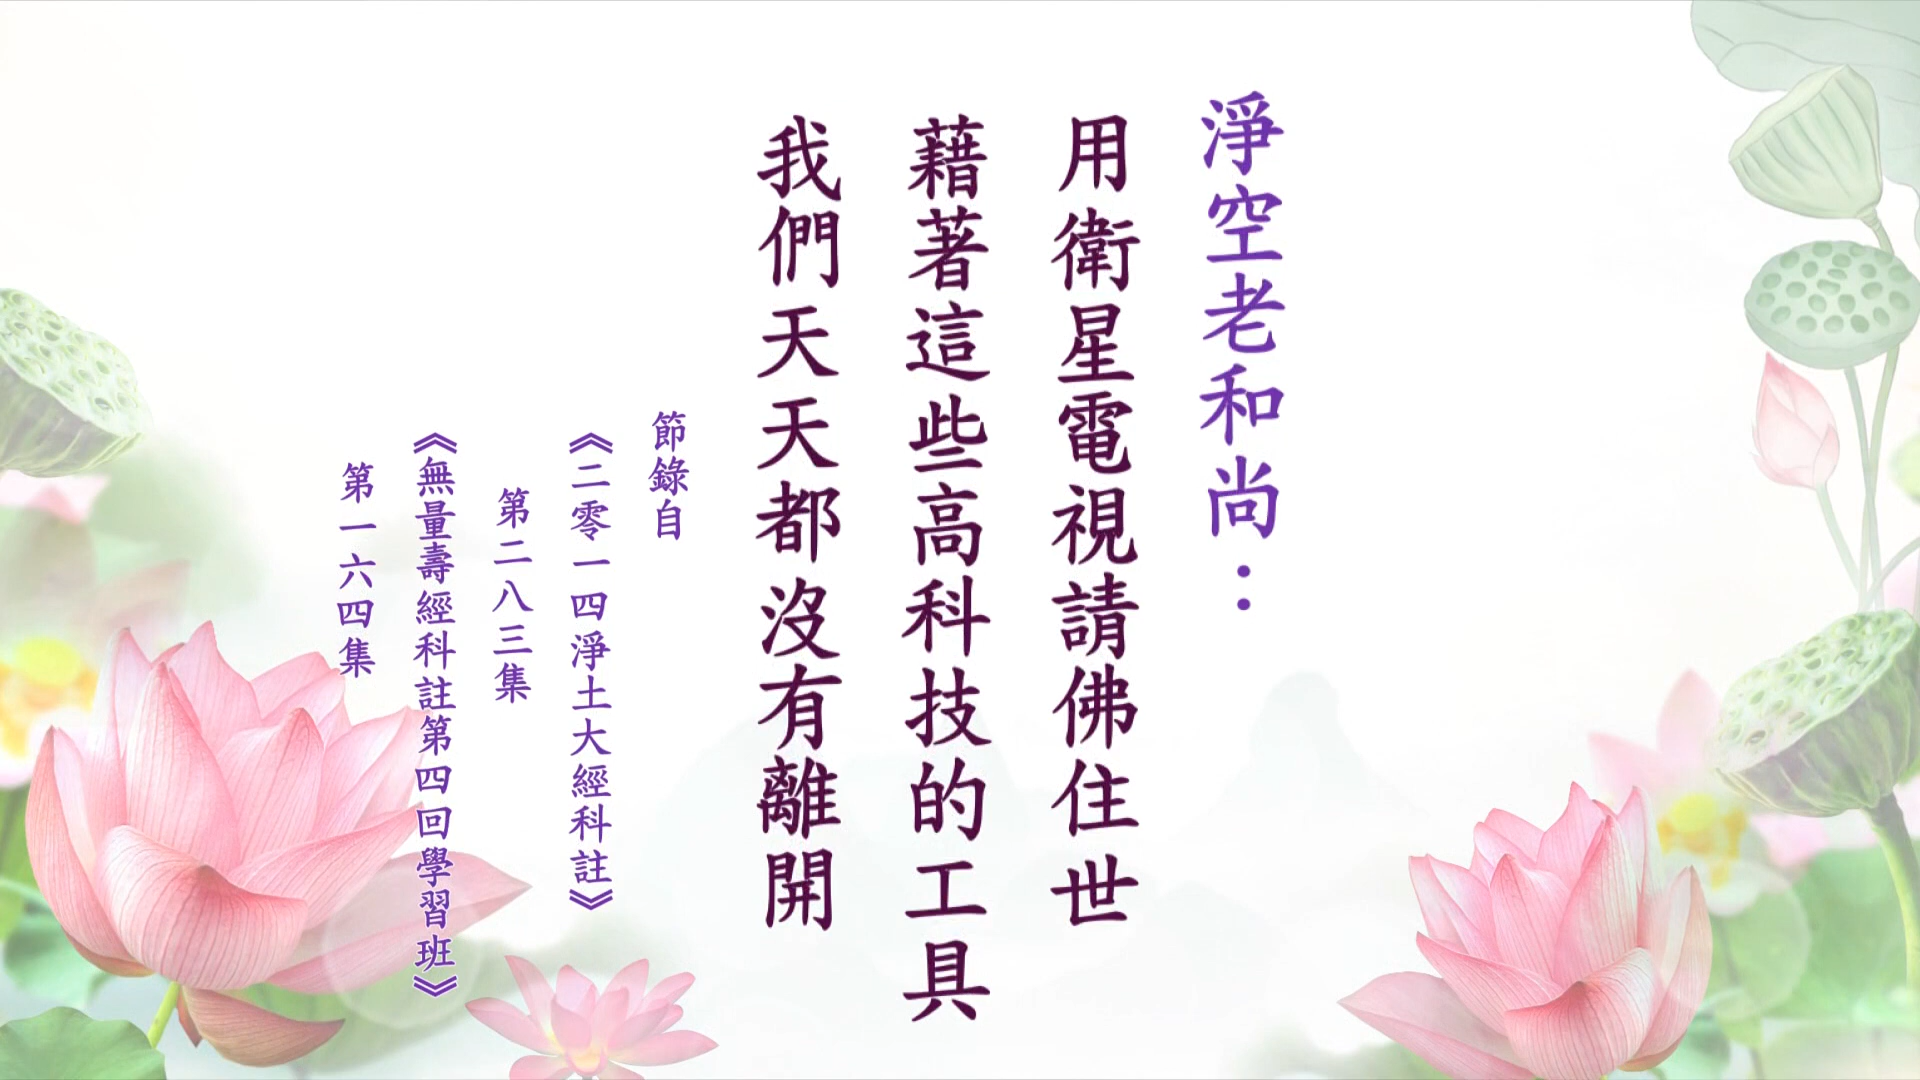 淨空老和尚：
用衛星電視請佛住世
藉著這些高科技的工具
我們天天都沒有離開
節錄自
《二零一四淨土大經科註》
第二八三集
《無量壽經科註第四回學習班》
第一六四集